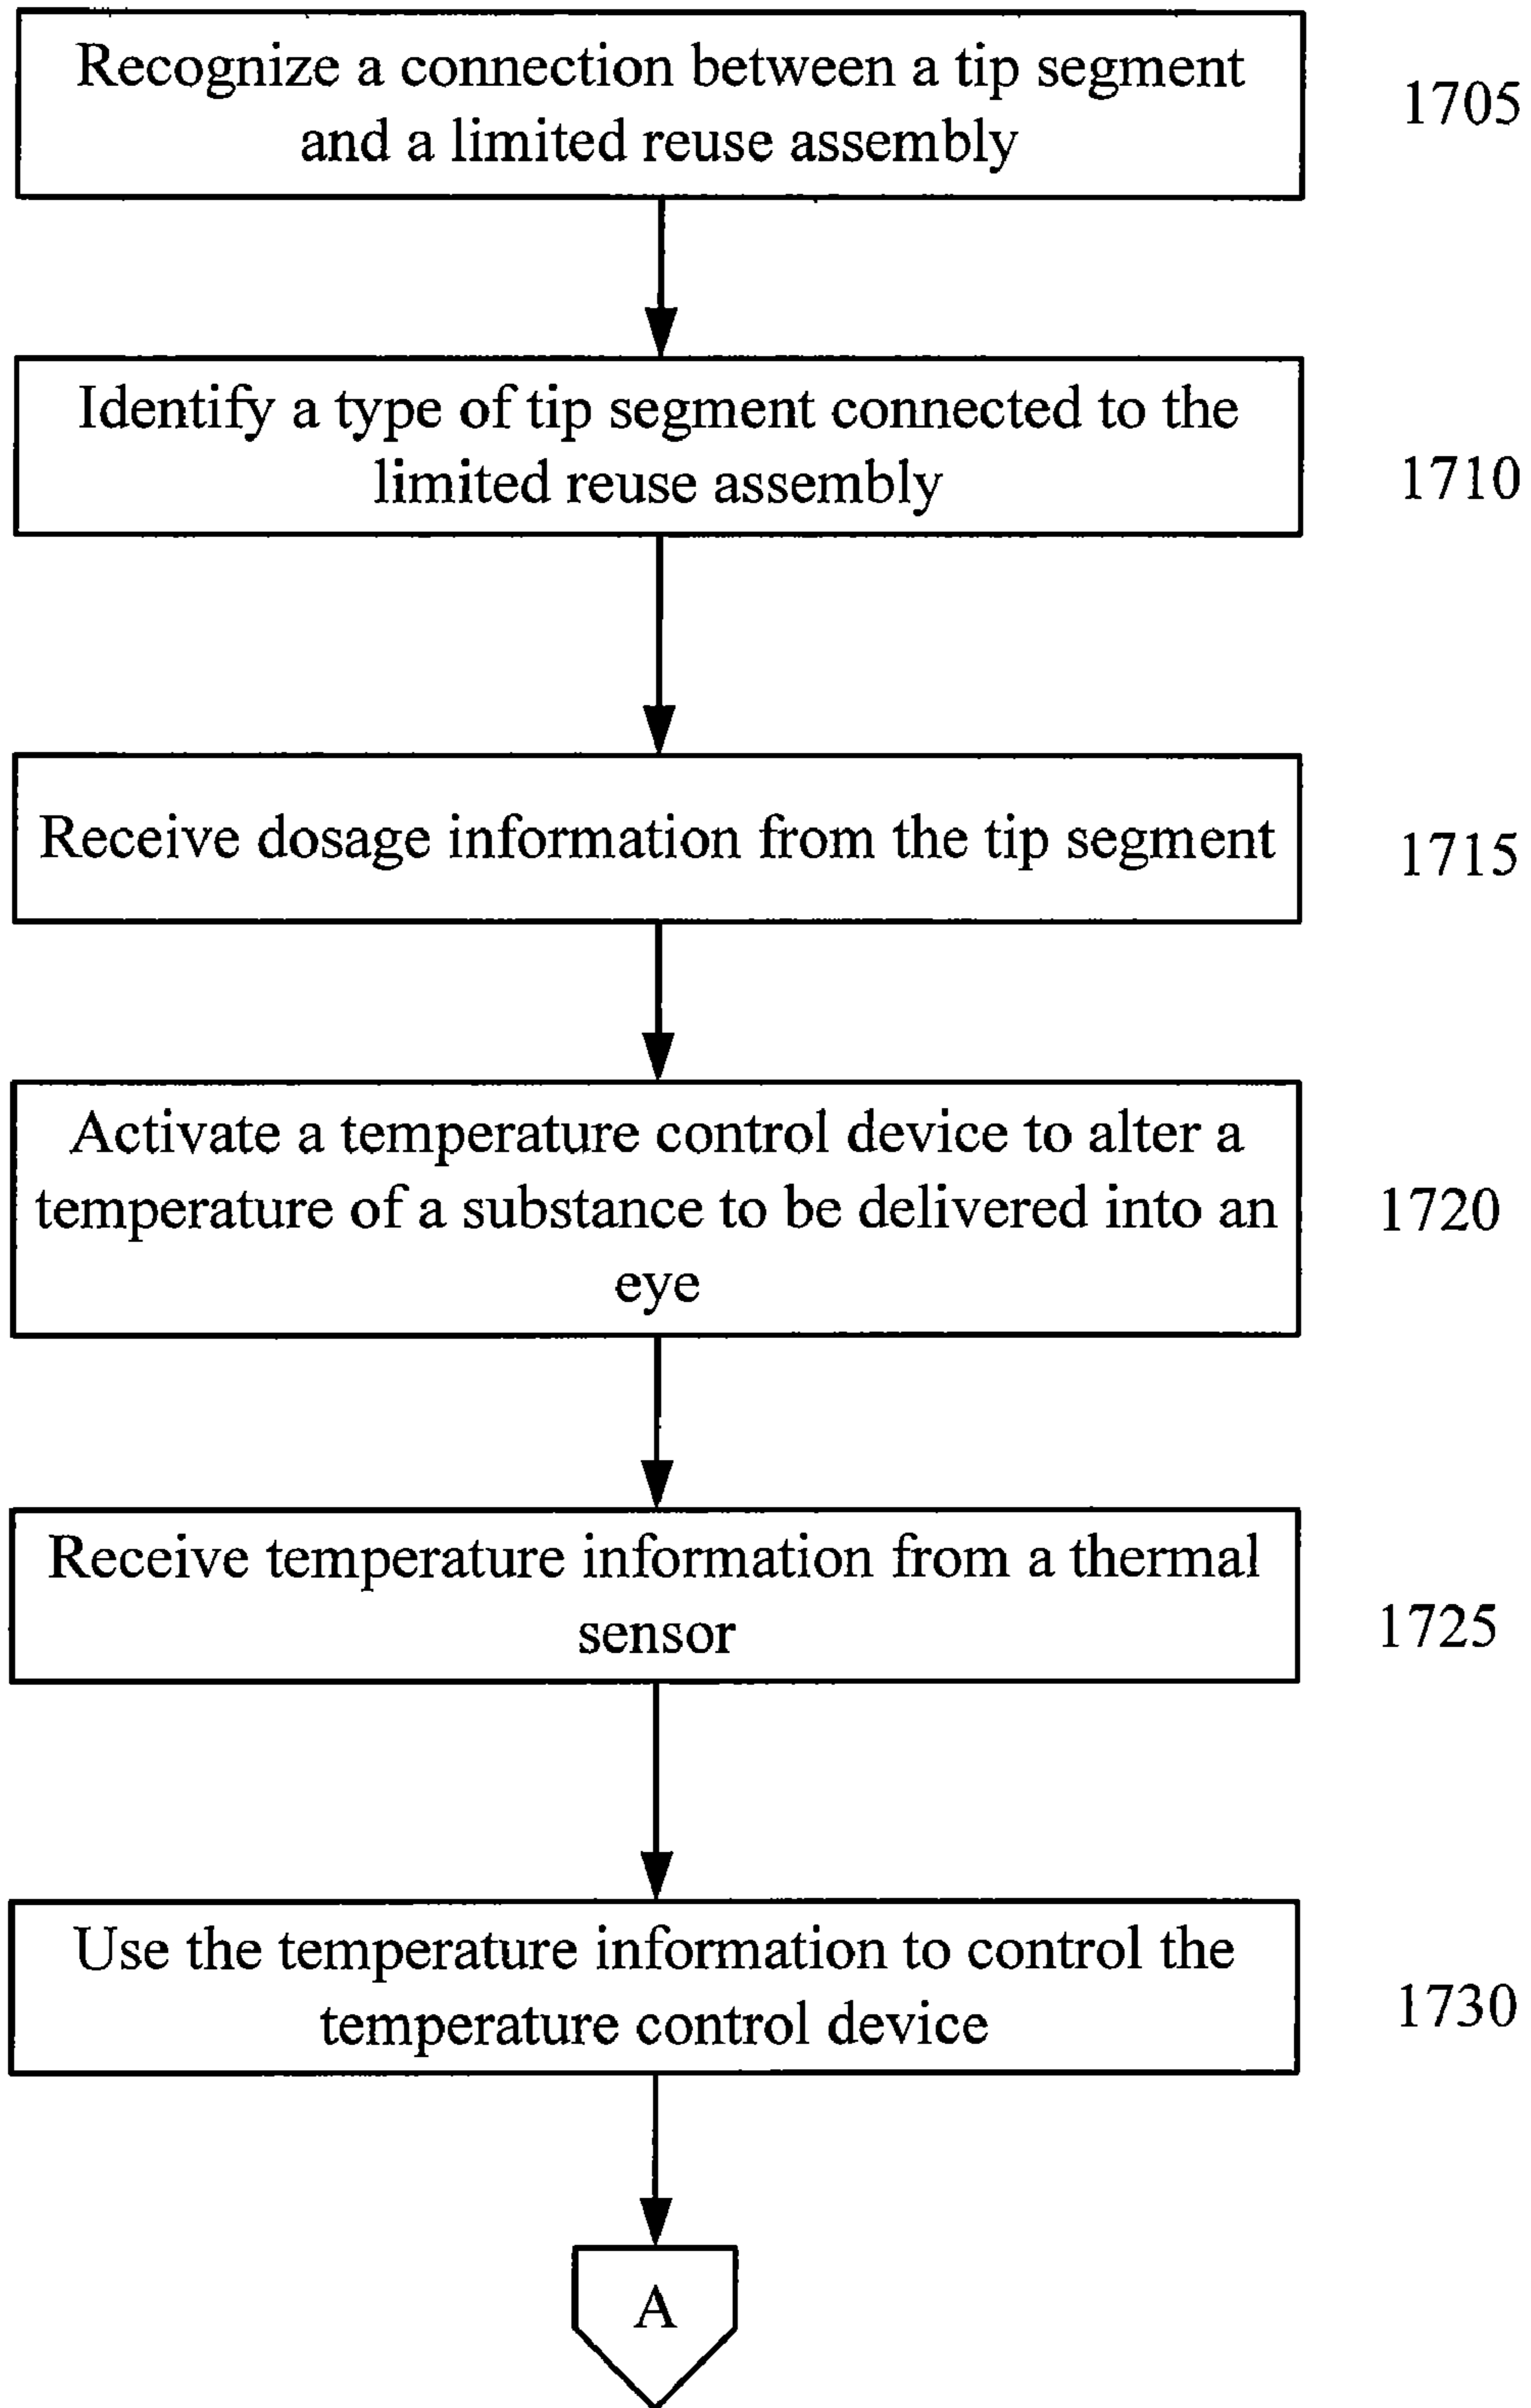 Recognize a connection between a tip segment
and a limited reuse assembly
1705
Identify a type of tip segment connected to the
limited reuse assembly
1710
Receive dosage information from the tip segment
1715
Activate a temperature control device to alter a
temperature of a substance to be delivered into an
eye
1720
Receive temperature information from a thermal
sensor
1725
Use the temperature information to control the
temperature control device
1730
A